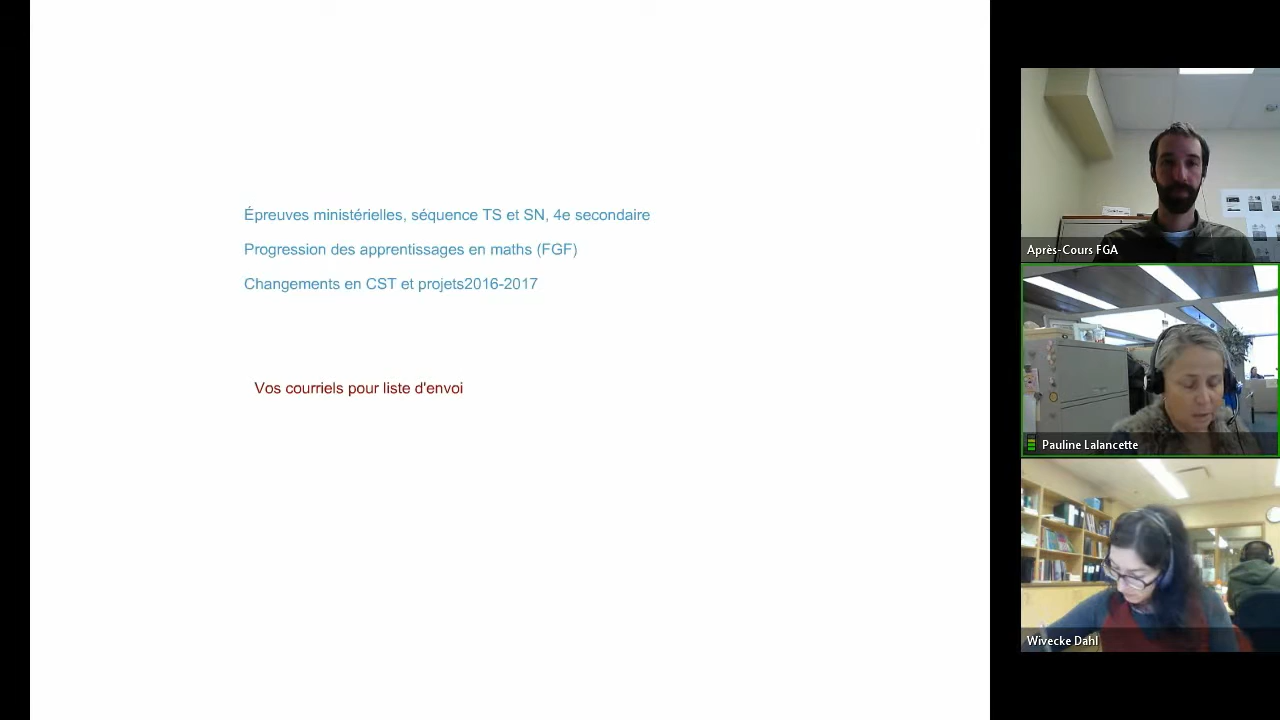 Épreuves ministérielles, séquence TS et SN, 4e secondaire
Progression des apprentissages en maths (FGF)
Changements en CST et projets2016-2017
Vos courriels pour liste d'envoi
Après-Cours FGA
Pauline Lalancette
Wivecke Dahl